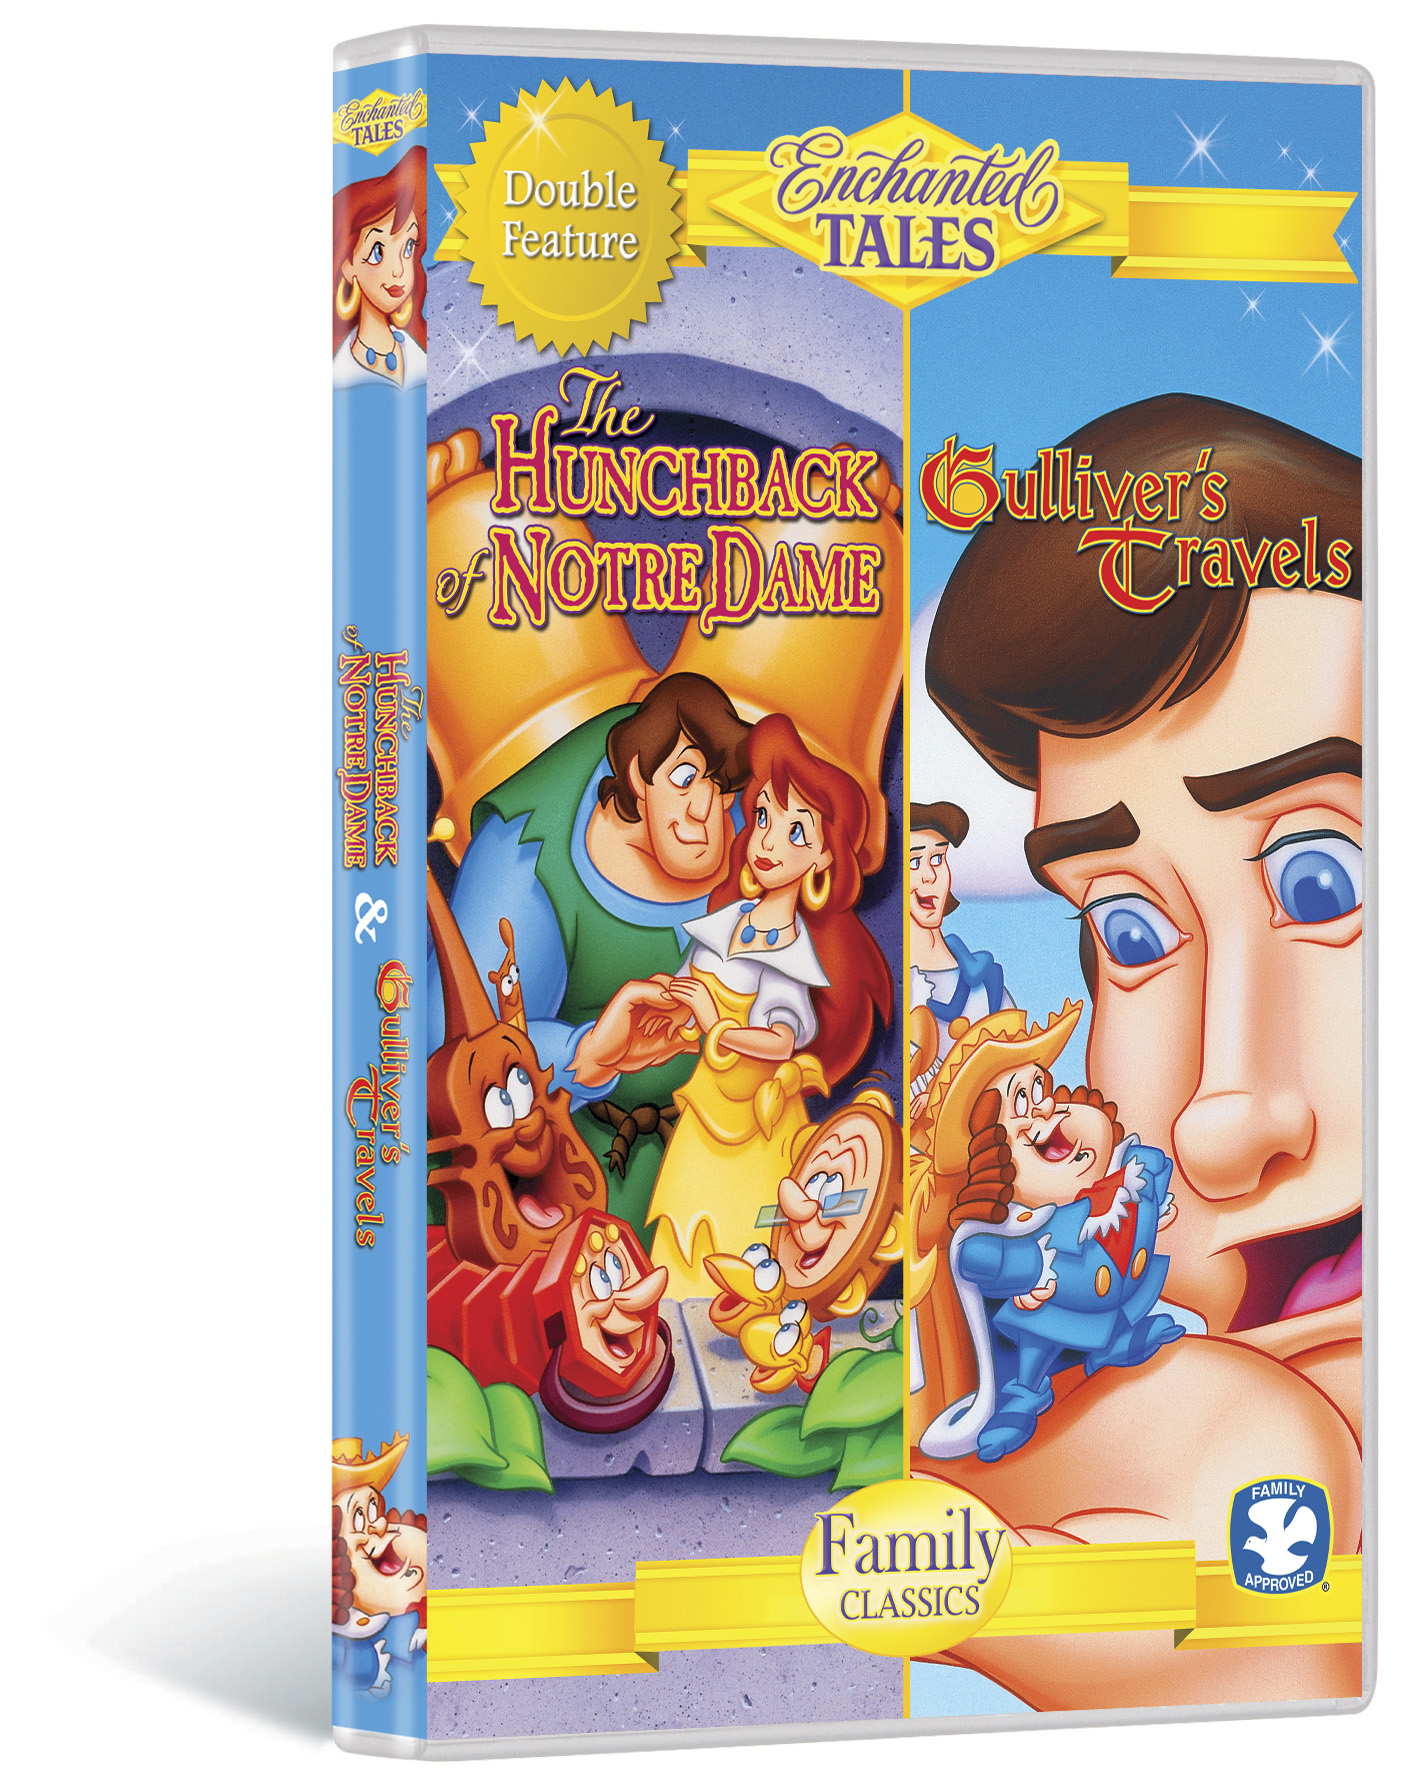 Enchanted
TALES
The
HUNCHBACK
of NOTRE DAME
&
Gulliver's
Travels
Double
Feature
Enchanted
TALES
The
HUNCHBACK
of NOTRE DAME
Gulliver's
Travels
Family
CLASSICS
FAMILY
APPROVED
®